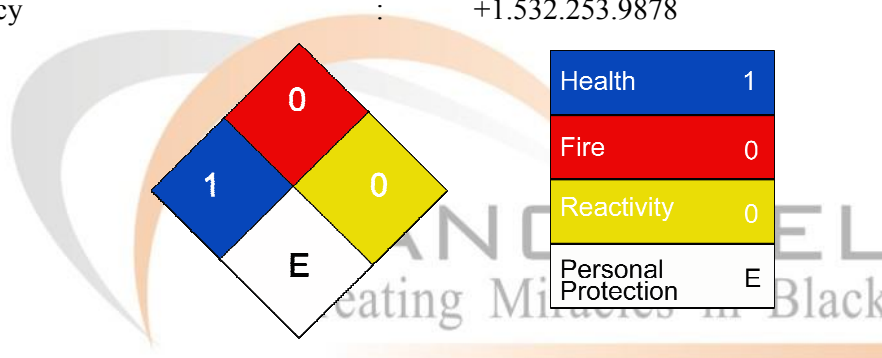 cy : +1.532.253.9878
0
1 0
E
Health 1
Fire 0
Reactivity 0
Personal
Protection E
EL
eating in Black